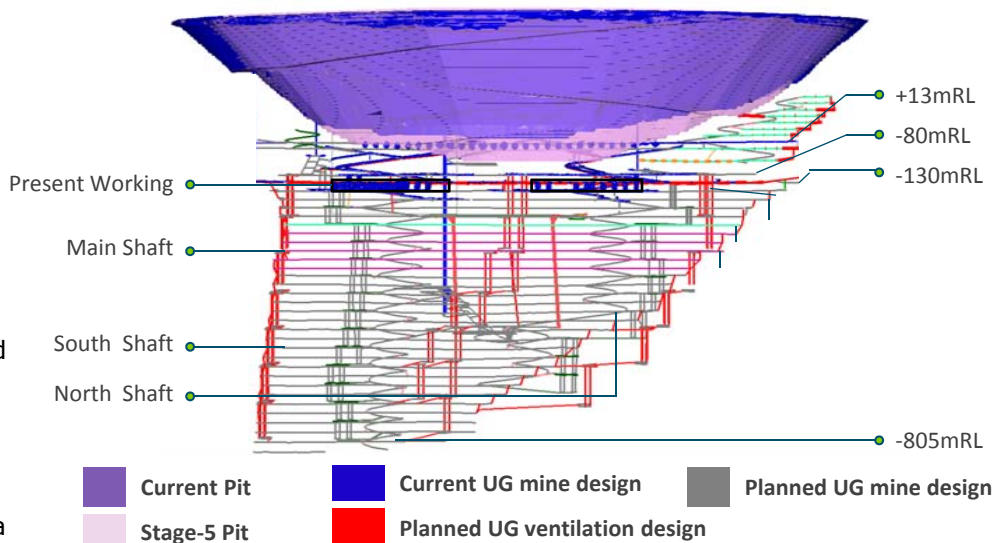 +13mRL
-80mRL
-130mRL
Present Working
Main Shaft
South Shaft
d
North Shaft
-805mRL
Current Pit
Current UG mine design
Planned UG mine design
Stage-5 Pit
Planned UG ventilation design
a